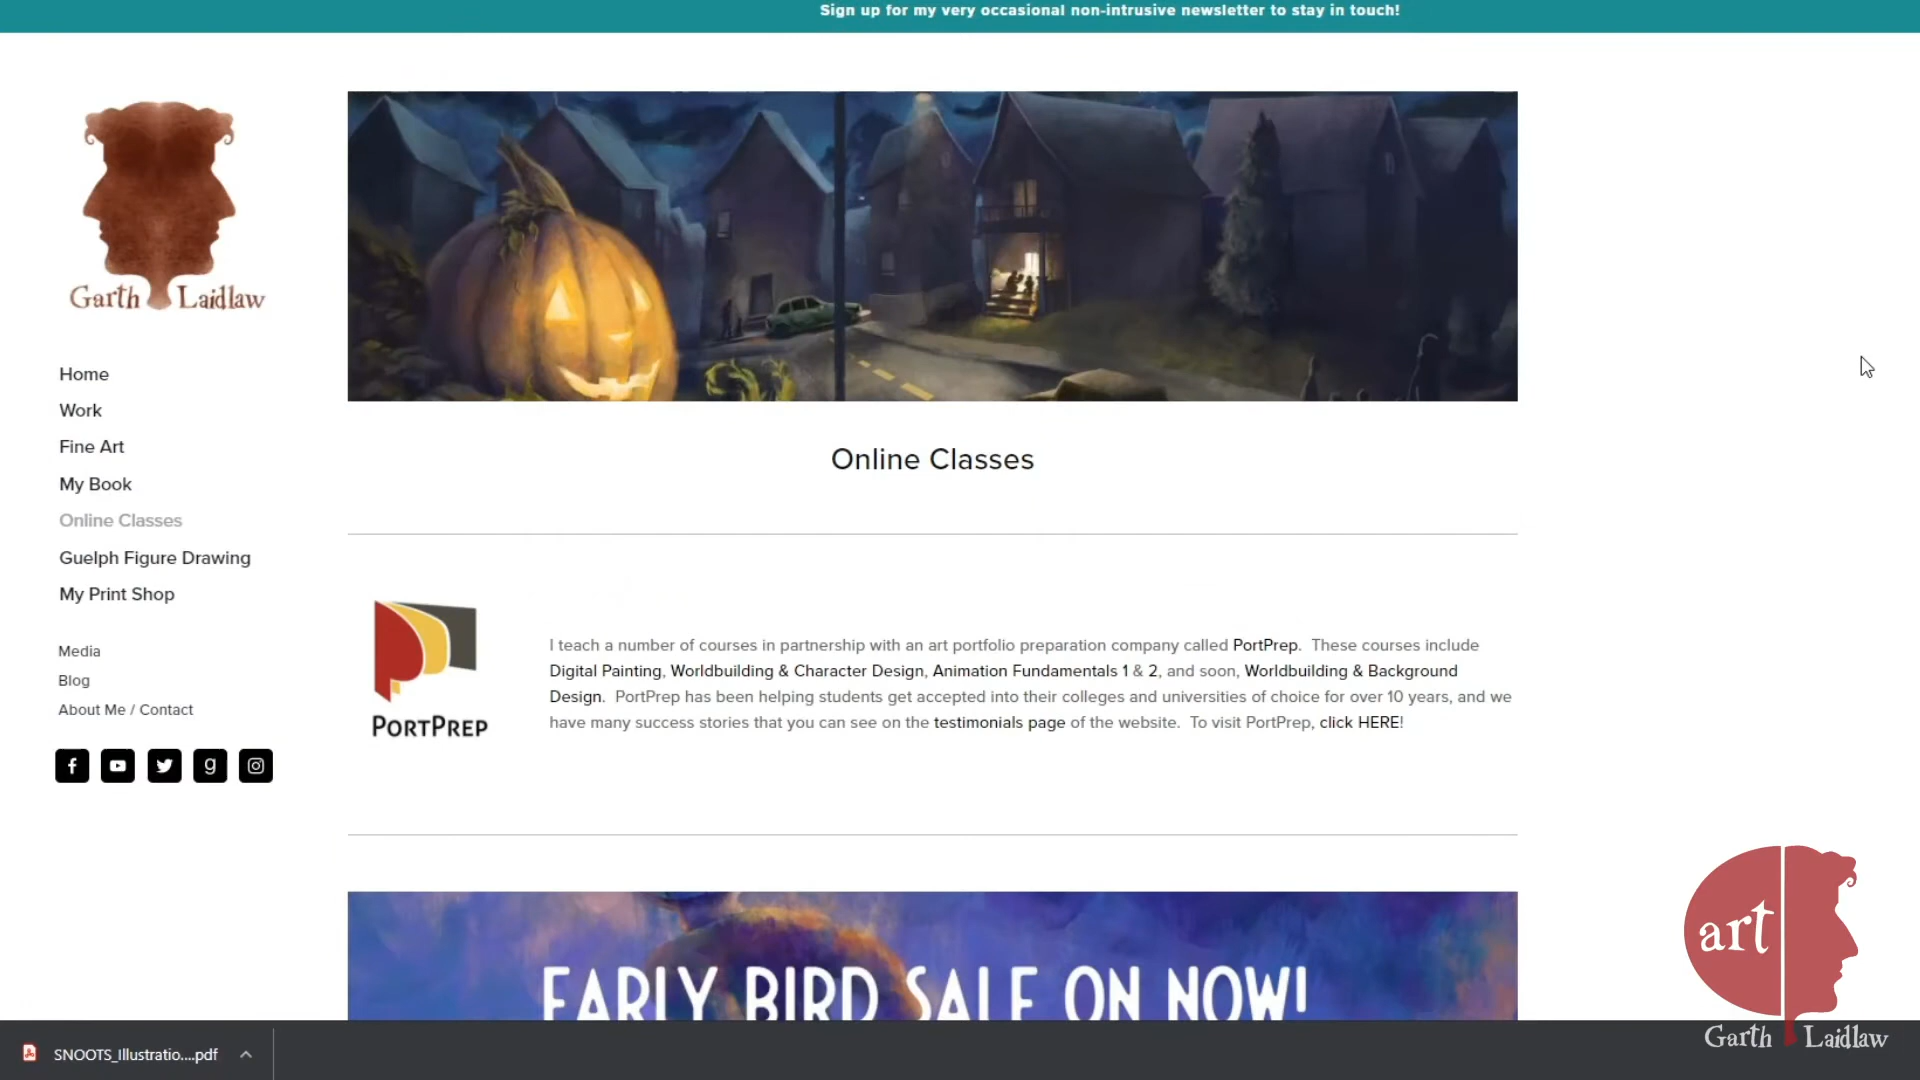 Sign up for my very occasional non-intrusive newsletter to stay in touch!
Garth Laidlaw
Home
Work
Fine Art
My Book
Online Classes
Guelph Figure Drawing
My Print Shop
Media
Blog
About Me / Contact
Online Classes
PORTPREP
I teach a number of courses in partnership with an art portfolio preparation company called PortPrep. These courses include
Digital Painting, Worldbuilding & Character Design, Animation Fundamentals 1 & 2, and soon, Worldbuilding & Background
Design. PortPrep has been helping students get accepted into their colleges and universities of choice for over 10 years, and we
have many success stories that you can see on the testimonials page of the website. To visit PortPrep, click HERE!
EARLY BIRD SALE ON NOW!
art
Garth Laidlaw
SNOOTS_Illustratio....pdf